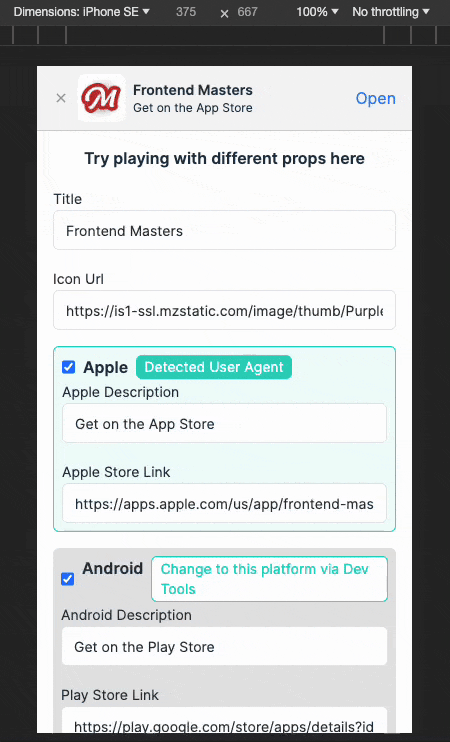 Dimensions: iPhone SE 375 × 667 100% No throttling
× Frontend Masters
Get on the App Store
Open
Try playing with different props here
Title
Frontend Masters
Icon Url
https://is1-ssl.mzstatic.com/image/thumb/Purple
Apple Detected User Agent
Apple Description
Get on the App Store
Apple Store Link
https://apps.apple.com/us/app/frontend-mas
Android Change to this platform via Dev
Tools
Android Description
Get on the Play Store
Play Store Link
https://play.google.com/store/apps/details?id